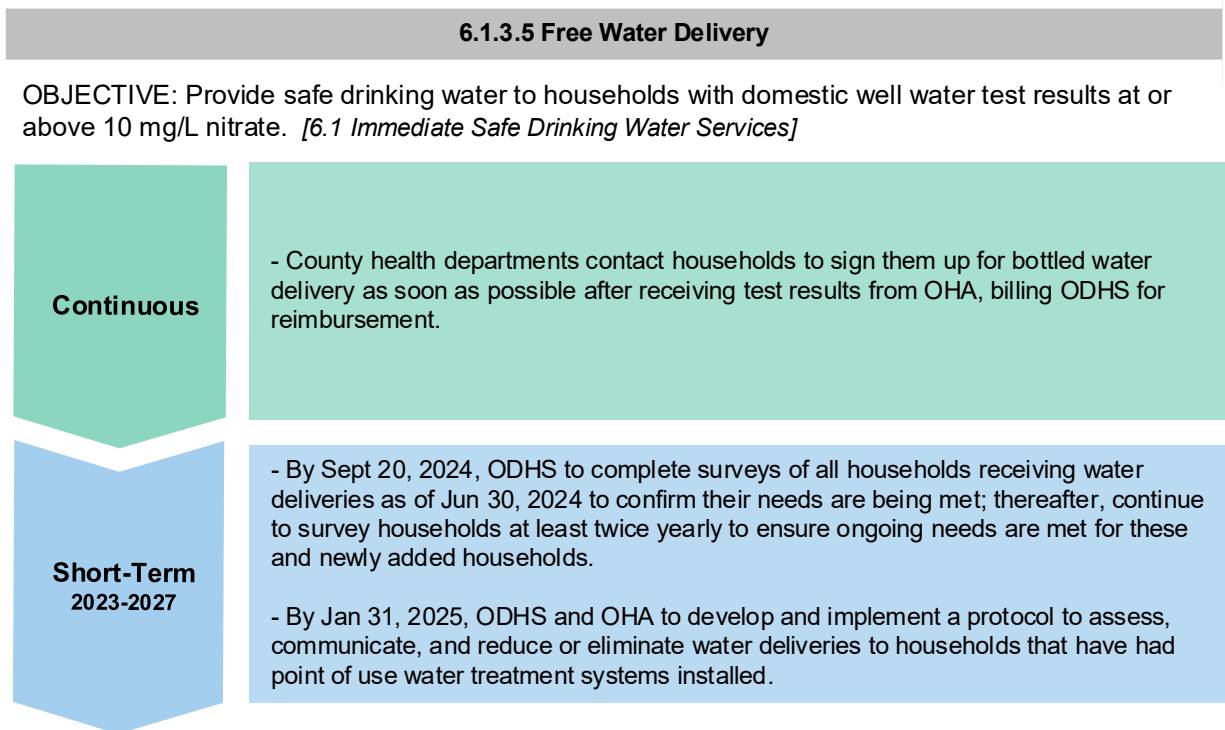 6.1.3.5 Free Water Delivery
OBJECTIVE: Provide safe drinking water to households with domestic well water test results at or
above 10 mg/L nitrate. [6.1 Immediate Safe Drinking Water Services]
Continuous
- County health departments contact households to sign them up for bottled water
delivery as soon as possible after receiving test results from OHA, billing ODHS for
reimbursement.
Short-Term
2023-2027
- By Sept 20, 2024, ODHS to complete surveys of all households receiving water
deliveries as of Jun 30, 2024 to confirm their needs are being met; thereafter, continue
to survey households at least twice yearly to ensure ongoing needs are met for these
and newly added households.
- By Jan 31, 2025, ODHS and OHA to develop and implement a protocol to assess,
communicate, and reduce or eliminate water deliveries to households that have had
point of use water treatment systems installed.